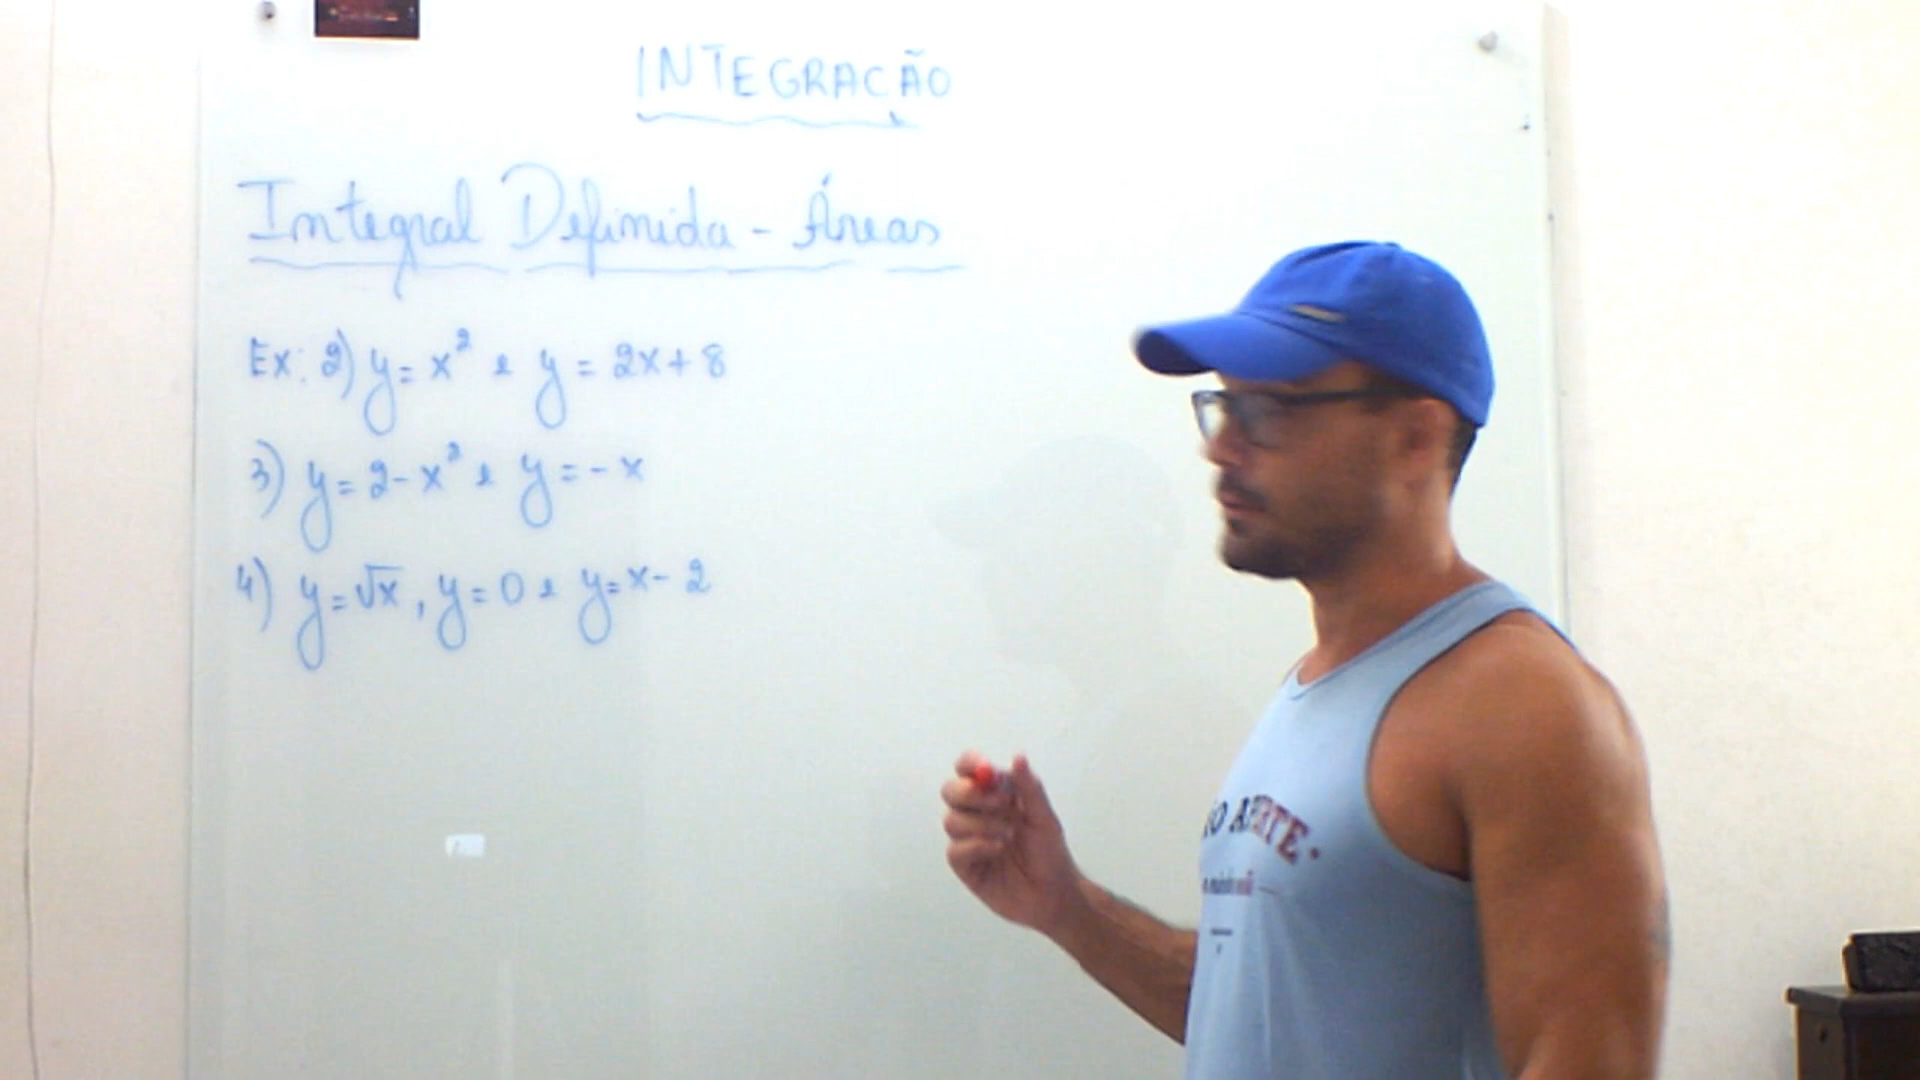 INTEGRAÇÃO
Integral Definida - Áreas
Ex: 2) y = x² e y = 2x + 8
3) y = 2 - x² e y = - x
4) y = √x , y = 0 e y = x - 2